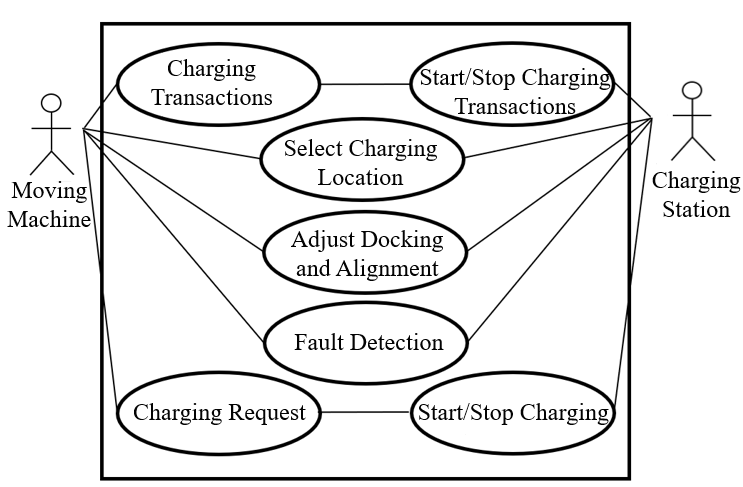 Charging
Transactions
Start/Stop Charging
Transactions
Select Charging
Location
Moving
Machine
Charging
Station
Adjust Docking
and Alignment
Fault Detection
Charging Request
Start/Stop Charging